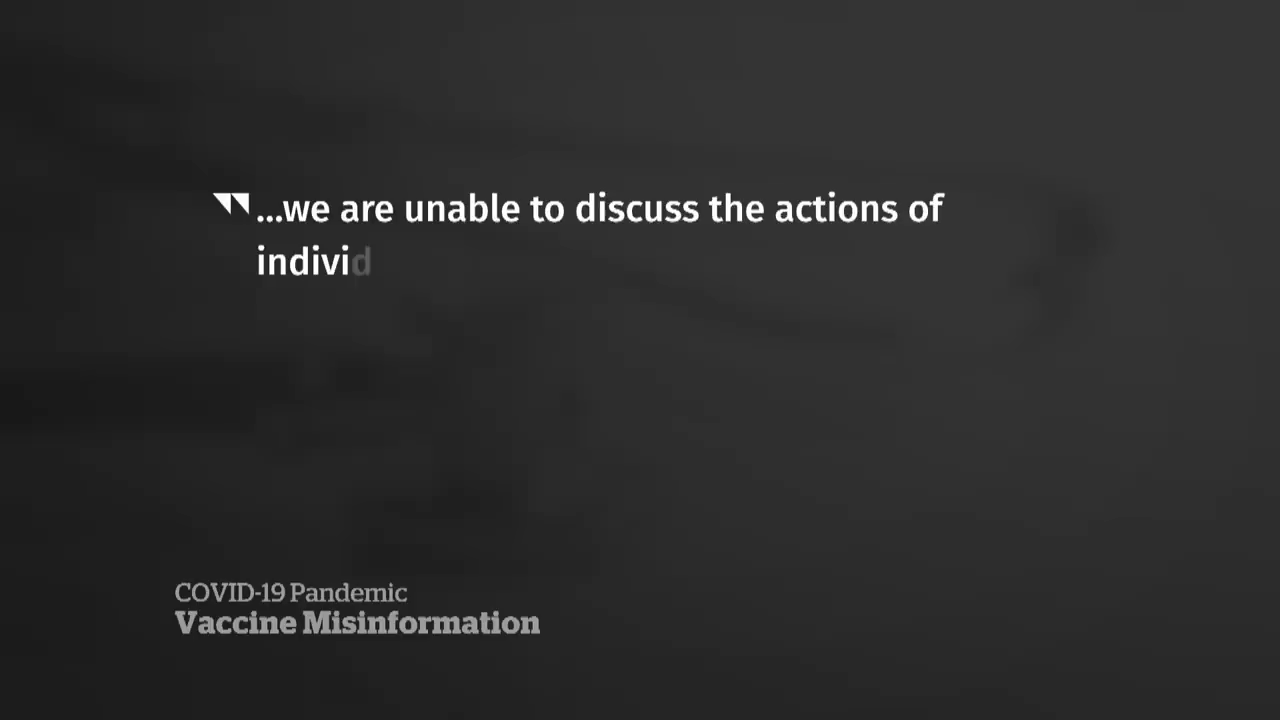 ...we are unable to discuss the actions of
individ
COVID-19 Pandemic
Vaccine Misinformation